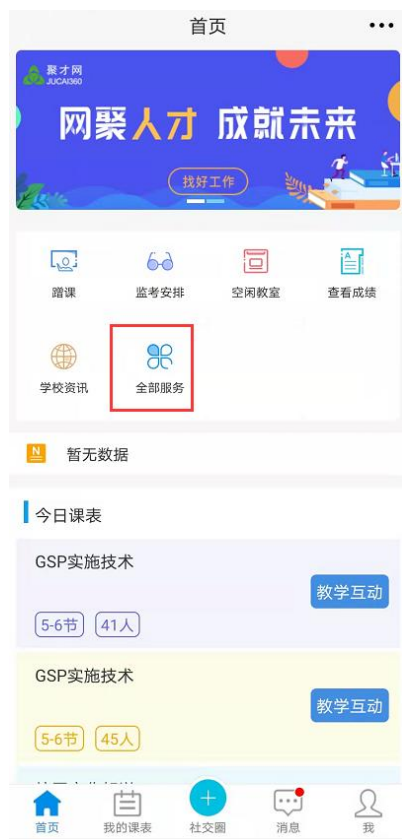 首页
聚才网
JUCAI360
网聚人才 成就未来
找好工作
蹭课
监考安排
空闲教室
查看成绩
学校资讯
全部服务
N 暂无数据
今日课表
GSP实施技术
教学互动
5-6节 41人
GSP实施技术
教学互动
5-6节 45人
首页
我的课表
社交圈
消息
我